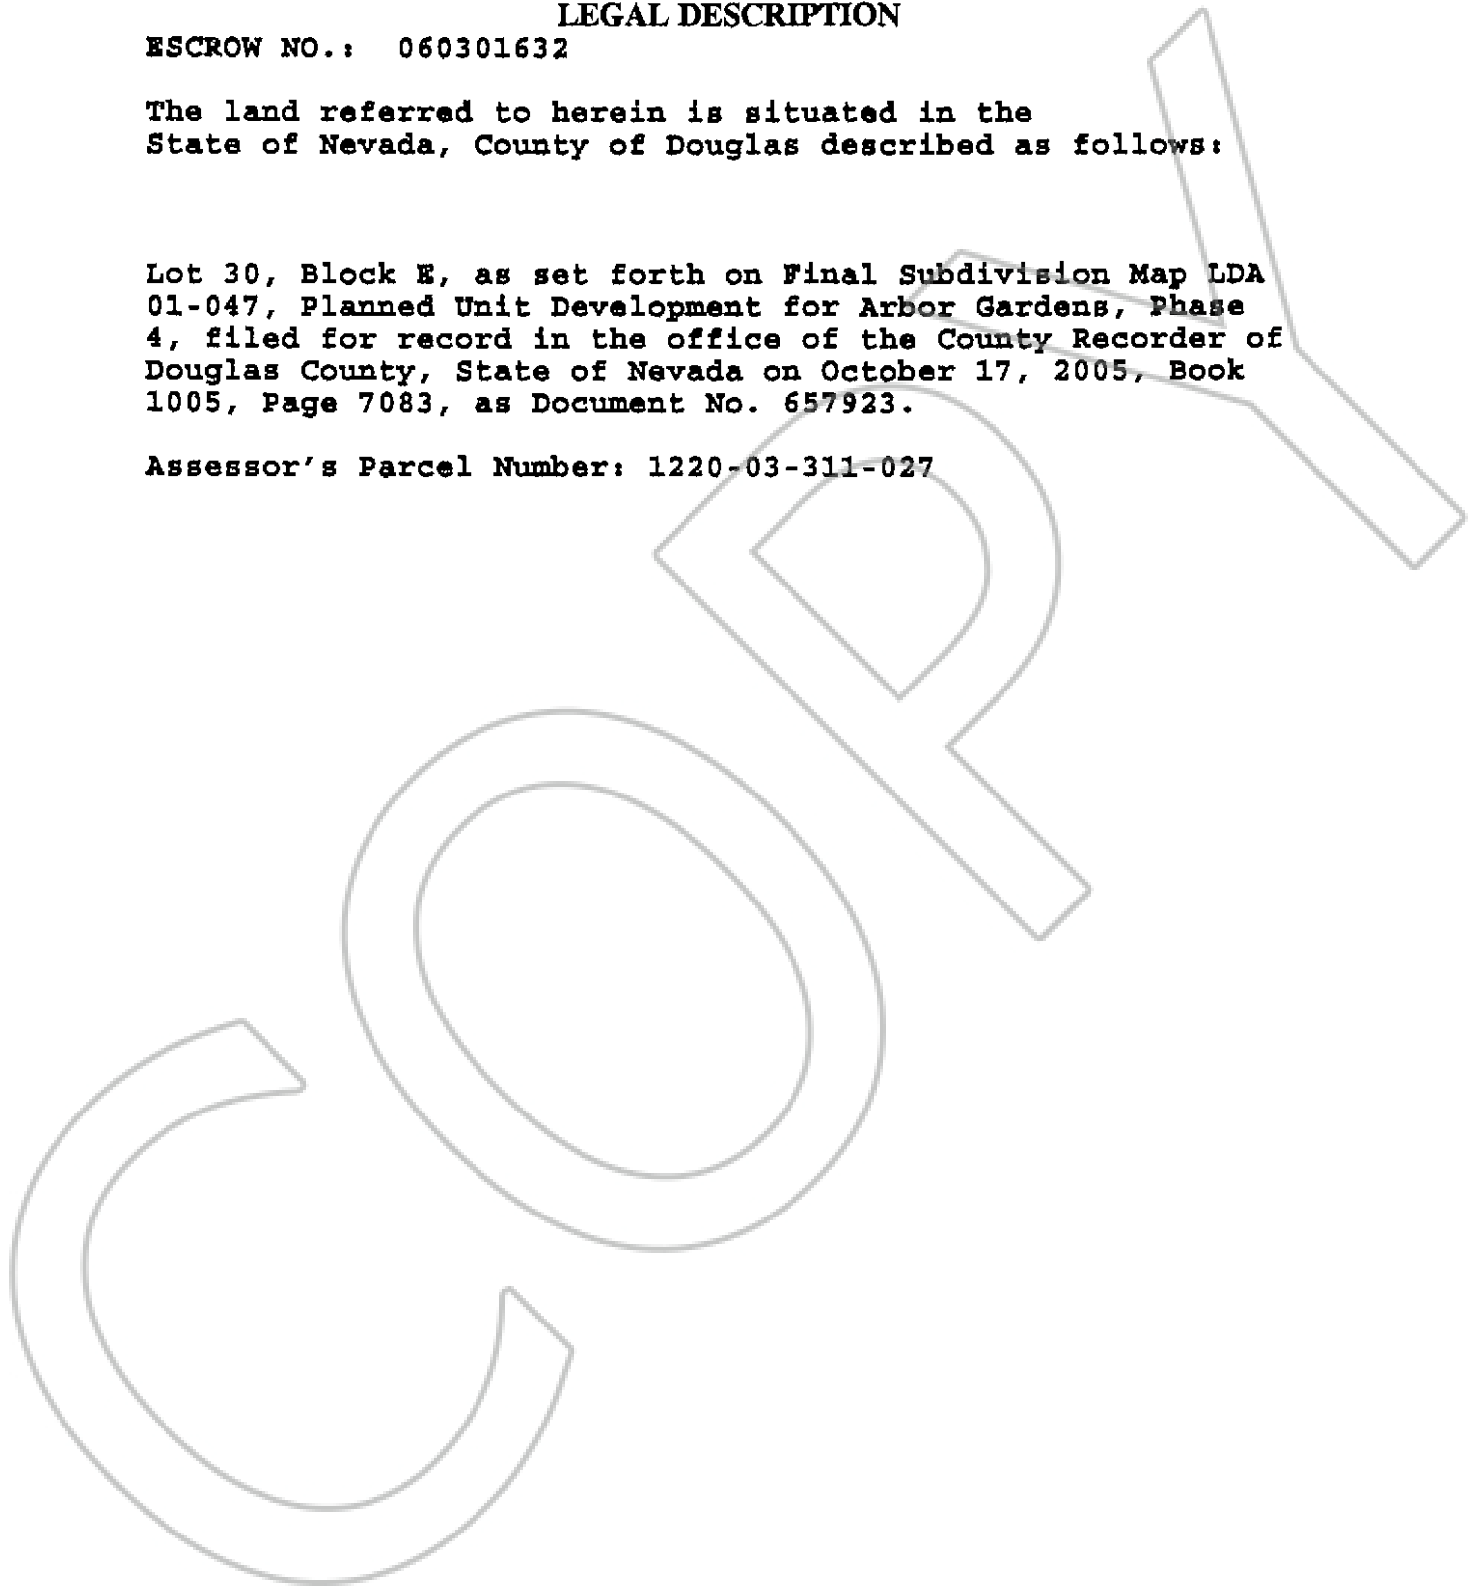 LEGAL DESCRIPTION
ESCROW NO.: 060301632
The land referred to herein is situated in the
State of Nevada, County of Douglas described as follows:
Lot 30, Block E, as set forth on Final Subdivision Map LDA
01-047, Planned Unit Development for Arbor Gardens, Phase
4, filed for record in the office of the County Recorder of
Douglas County, State of Nevada on October 17, 2005, Book
1005, Page 7083, as Document No. 657923.
Assessor's Parcel Number: 1220-03-311-027
COPY